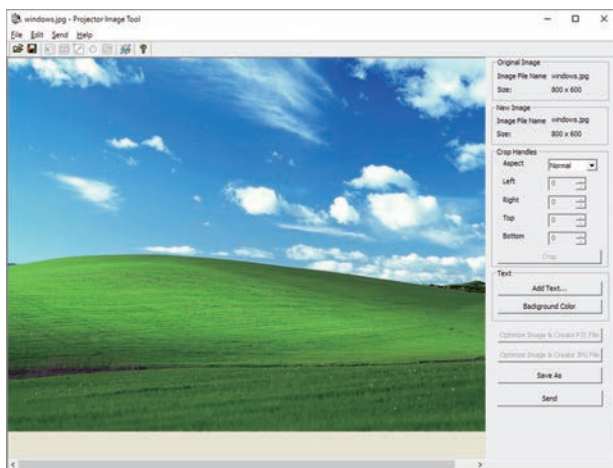 windows.jpg - Projector Image Tool
File Edit Send Help
Original Image
Image File Name windows.jpg
Size: 800 x 600
New Image
Image File Name windows.jpg
Size: 800 x 600
Crop Handles
Aspect Normal
Left 0
Right 0
Top 0
Bottom 0
Crop
Text
Add Text...
Background Color
Optimize Image & Create PJI File
Optimize Image & Create JPG File
Save As
Send